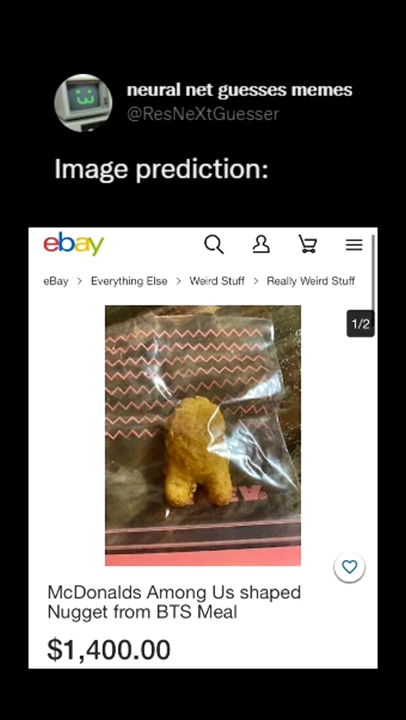 neural net guesses memes
@ResNeXtGuesser
Image prediction:
ebay
eBay > Everything Else > Weird Stuff > Really Weird Stuff
1/2
McDonalds Among Us shaped
Nugget from BTS Meal
$1,400.00